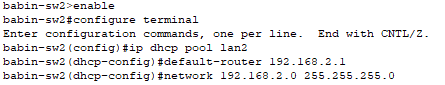 babin-sw2>enable
babin-sw2#configure terminal
Enter configuration commands, one per line.  End with CNTL/Z.
babin-sw2(config)#ip dhcp pool lan2
babin-sw2(dhcp-config)#default-router 192.168.2.1
babin-sw2(dhcp-config)#network 192.168.2.0 255.255.255.0